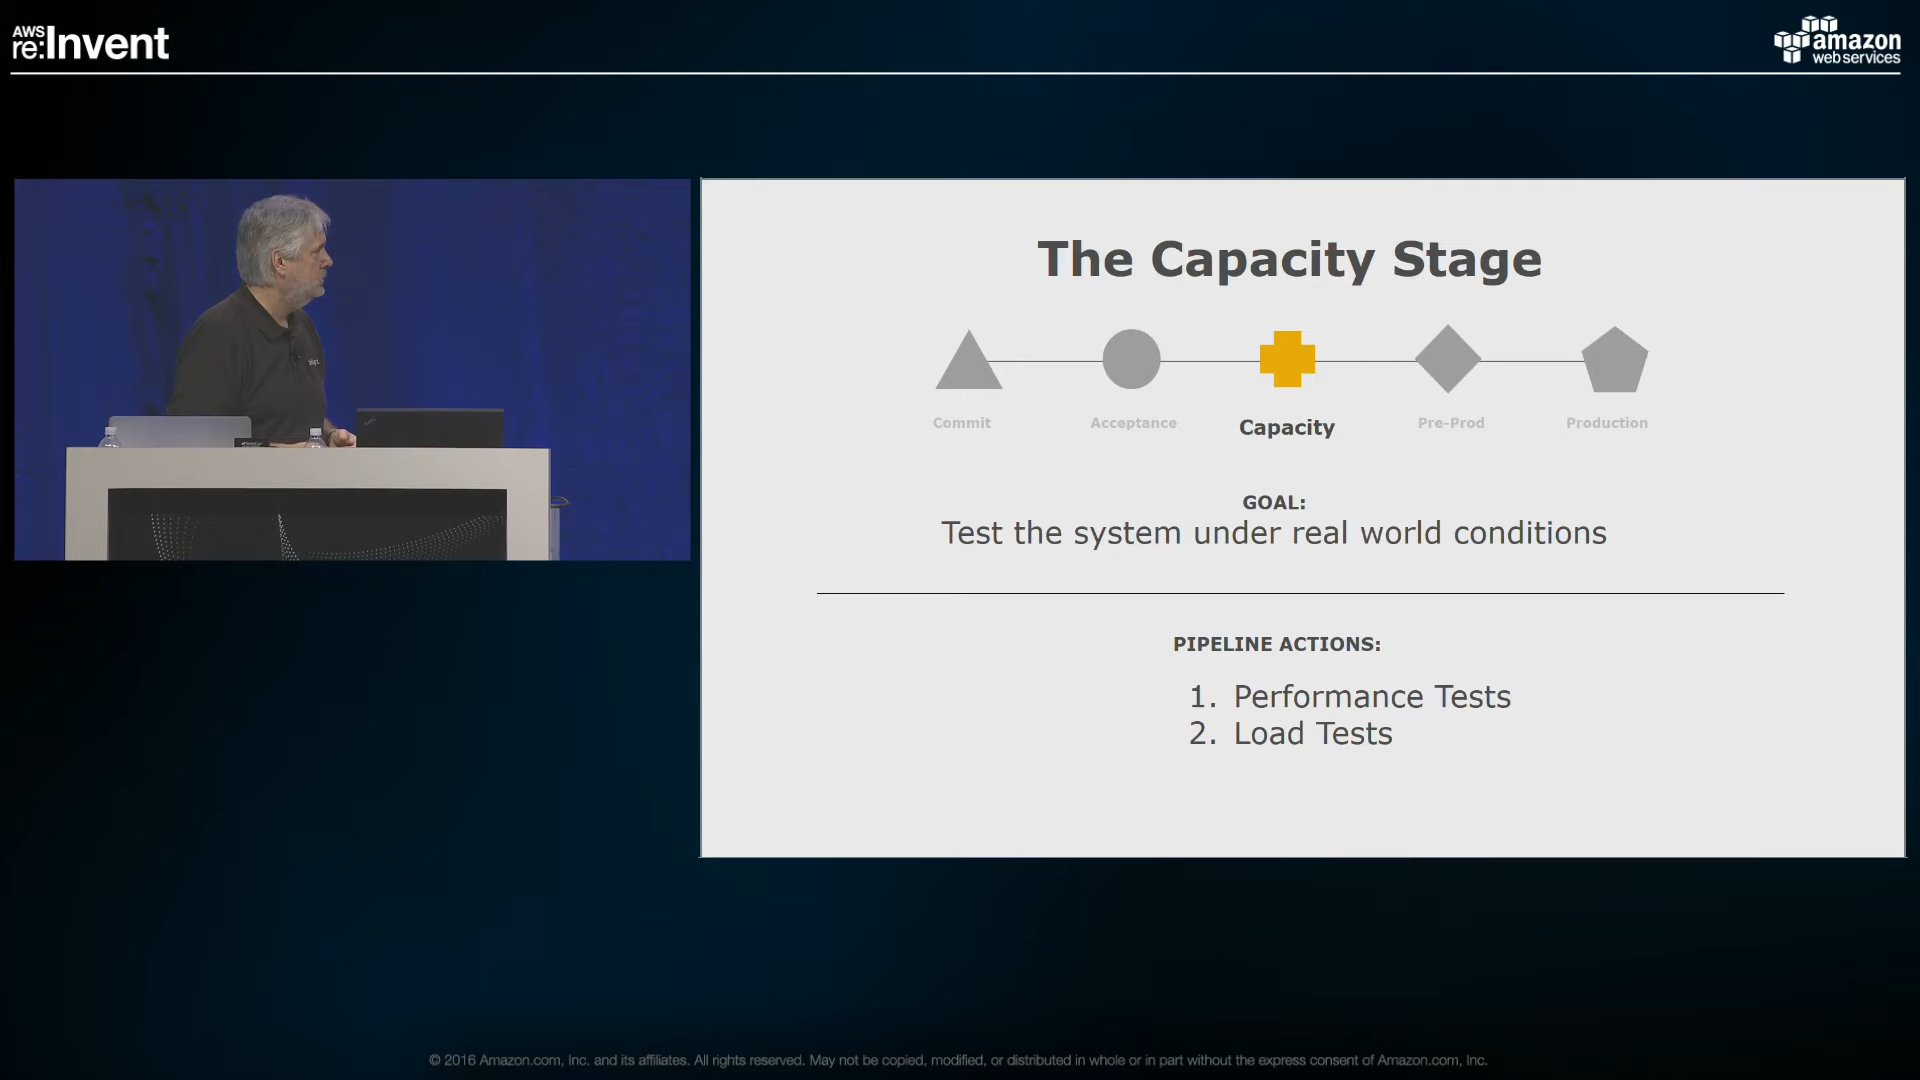 AWS
re:Invent
amazon
web services
The Capacity Stage
Commit
Acceptance
Capacity
Pre-Prod
Production
GOAL:
Test the system under real world conditions
PIPELINE ACTIONS:
1. Performance Tests
2. Load Tests
© 2016 Amazon.com, Inc. and its affiliates. All rights reserved. May not be copied, modified, or distributed in whole or in part without the express consent of Amazon.com, Inc.